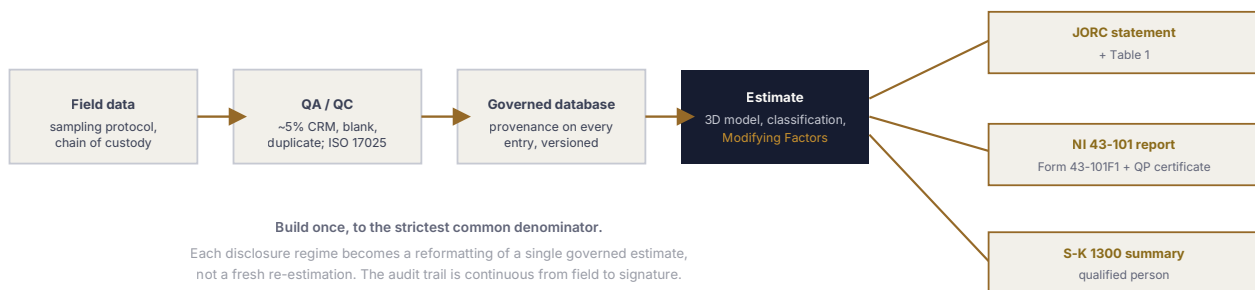 Field data
sampling protocol,
chain of custody
QA / QC
~5% CRM, blank,
duplicate; ISO 17025
Governed database
provenance on every
entry, versioned
Estimate
3D model, classification,
Modifying Factors
JORC statement
+ Table 1
NI 43-101 report
Form 43-101F1 + QP certificate
S-K 1300 summary
qualified person
Build once, to the strictest common denominator.
Each disclosure regime becomes a reformatting of a single governed estimate,
not a fresh re-estimation. The audit trail is continuous from field to signature.